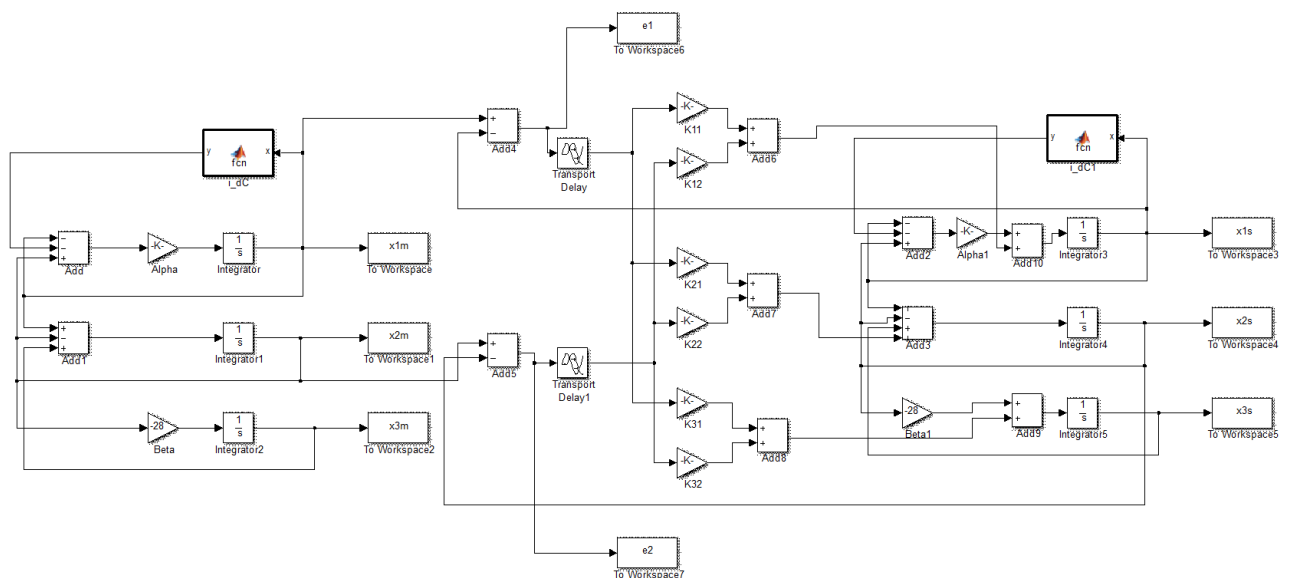 e1
To Workspace6
+
−
Add4
-K-
K11
-K-
K12
+
+
Add6
y
fcn
x
i_dC
Transport
Delay
y
fcn
x
i_dC1
−
−
+
Add
-K-
Alpha
1
s
Integrator
x1m
To Workspace
−
−
+
Add2
-K-
Alpha1
+
+
Add10
1
s
Integrator3
x1s
To Workspace3
-K-
K21
-K-
K22
+
+
Add7
+
−
+
Add1
1
s
Integrator1
x2m
To Workspace1
+
−
Add5
Transport
Delay1
+
−
+
+
Add3
1
s
Integrator4
x2s
To Workspace4
-28
Beta
1
s
Integrator2
x3m
To Workspace2
-K-
K31
-K-
K32
+
+
Add8
-28
Beta1
+
+
Add9
1
s
Integrator5
x3s
To Workspace5
e2
To Workspace7